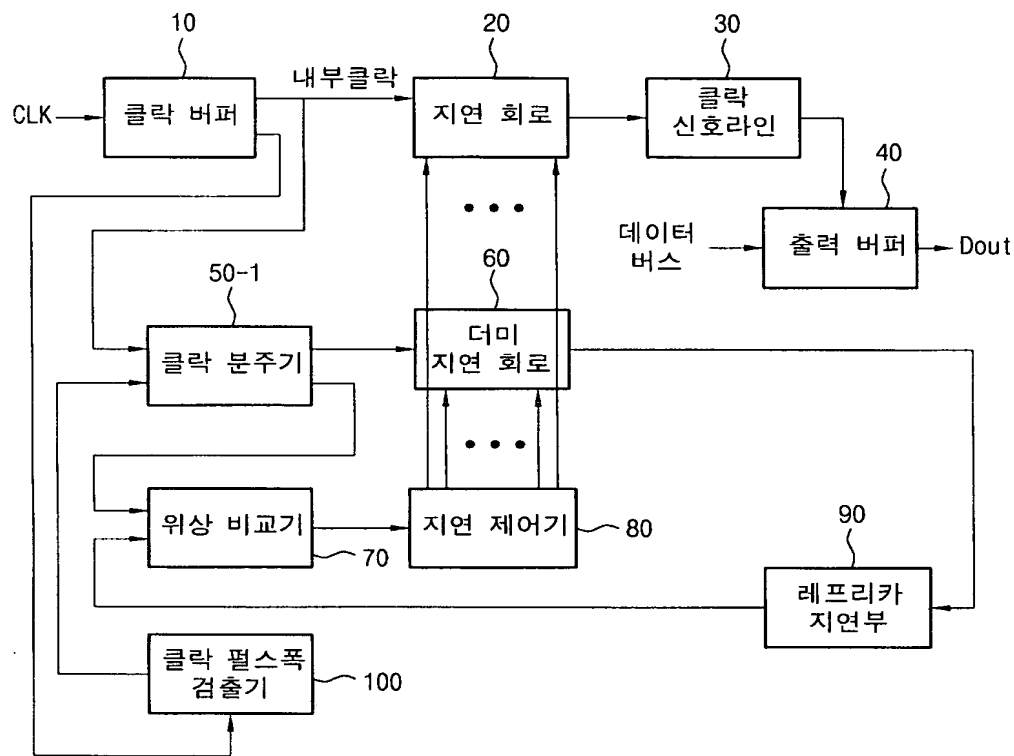 10
20
30
내부클락
CLK
클락 버퍼
지연 회로
클락
신호라인
40
데이터
버스
출력 버퍼
Dout
50-1
60
클락 분주기
더미
지연 회로
위상 비교기
70
지연 제어기
80
90
레프리카
지연부
클락 펄스폭
검출기
100